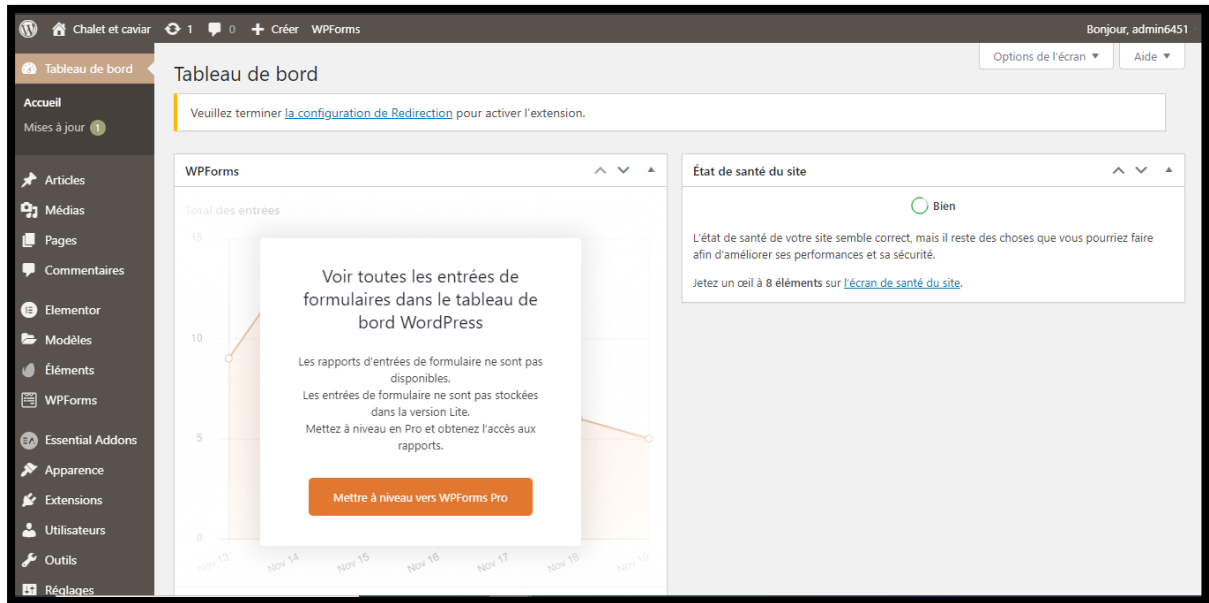 Chalet et caviar 1 0 + Créer WPForms Bonjour, admin6451
Options de l'écran ▼ Aide ▼
Tableau de bord
Accueil
Mises à jour 1
Articles
Médias
Pages
Commentaires
Elementor
Modèles
Éléments
WPForms
Essential Addons
Apparence
Extensions
Utilisateurs
Outils
Réglages
Tableau de bord
Veuillez terminer la configuration de Redirection pour activer l'extension.
WPForms
Total des entrées
15
10
5
0
Nov 13 Nov 14 Nov 15 Nov 16 Nov 17 Nov 18 Nov 19
Voir toutes les entrées de
formulaires dans le tableau de
bord WordPress
Les rapports d'entrées de formulaire ne sont pas
disponibles.
Les entrées de formulaire ne sont pas stockées
dans la version Lite.
Mettez à niveau en Pro et obtenez l'accès aux
rapports.
Mettre à niveau vers WPForms Pro
État de santé du site
Bien
L'état de santé de votre site semble correct, mais il reste des choses que vous pourriez faire
afin d'améliorer ses performances et sa sécurité.
Jetez un œil à 8 éléments sur l'écran de santé du site.